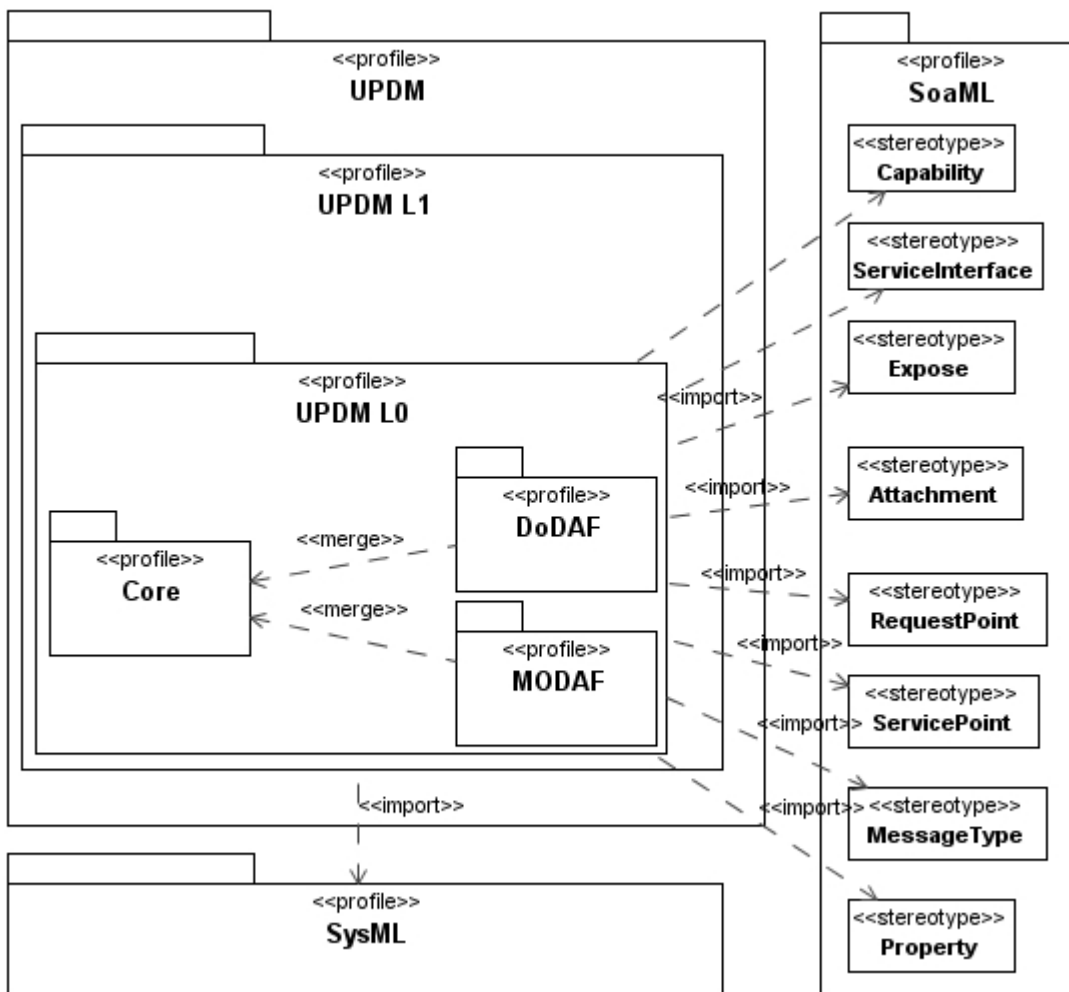 <<profile>>
UPDM
<<profile>>
UPDM L1
<<profile>>
UPDM L0
<<profile>>
Core
<<merge>>
<<merge>>
<<profile>>
DoDAF
<<profile>>
MODAF
<<import>>
<<import>>
<<import>>
<<import>>
<<import>>
<<import>>
<<import>>
<<profile>>
SysML
<<profile>>
SoaML
<<stereotype>>
Capability
<<stereotype>>
ServiceInterface
<<stereotype>>
Expose
<<stereotype>>
Attachment
<<stereotype>>
RequestPoint
<<stereotype>>
ServicePoint
<<stereotype>>
MessageType
<<stereotype>>
Property